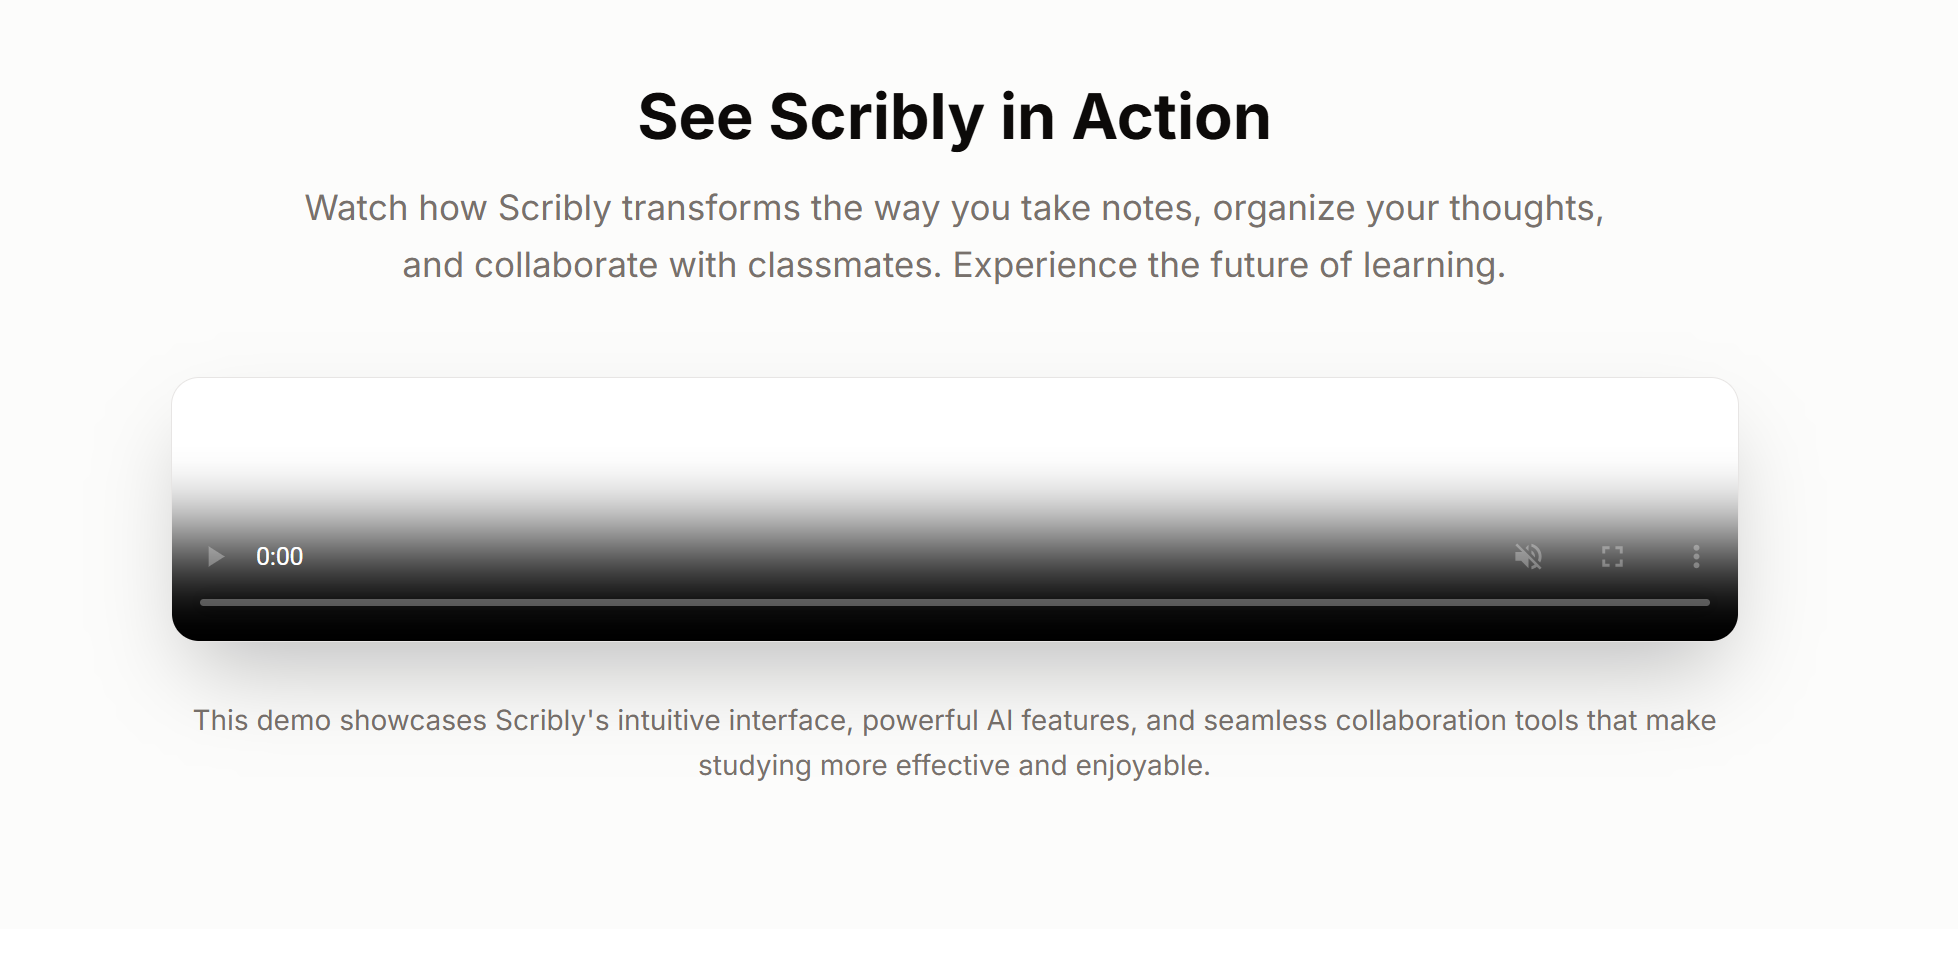 See Scribly in Action
Watch how Scribly transforms the way you take notes, organize your thoughts,
and collaborate with classmates. Experience the future of learning.
0:00
This demo showcases Scribly's intuitive interface, powerful AI features, and seamless collaboration tools that make
studying more effective and enjoyable.